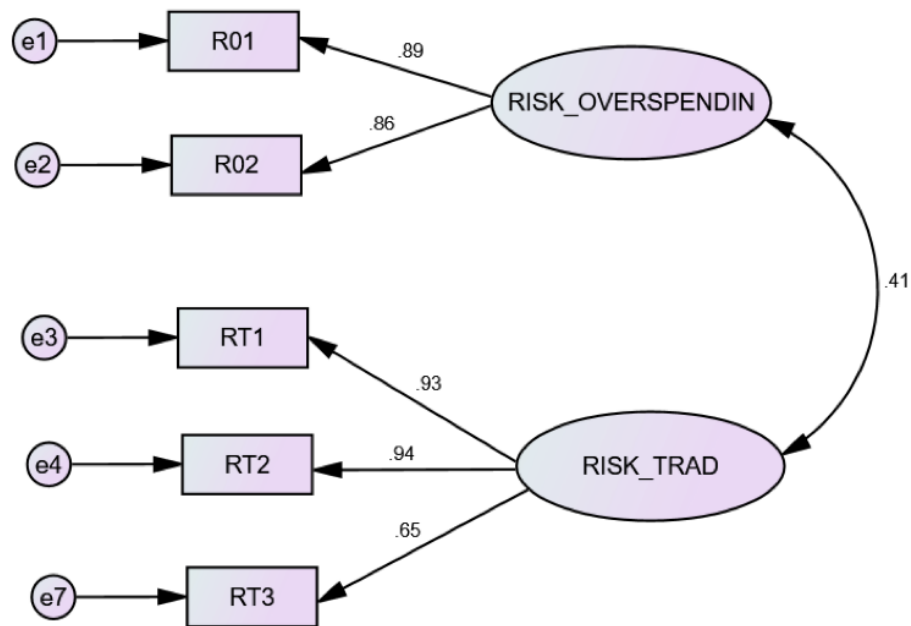 e1
R01
.89
RISK_OVERSPENDIN
.86
e2
R02
.41
e3
RT1
.93
e4
RT2
.94
RISK_TRAD
.65
e7
RT3